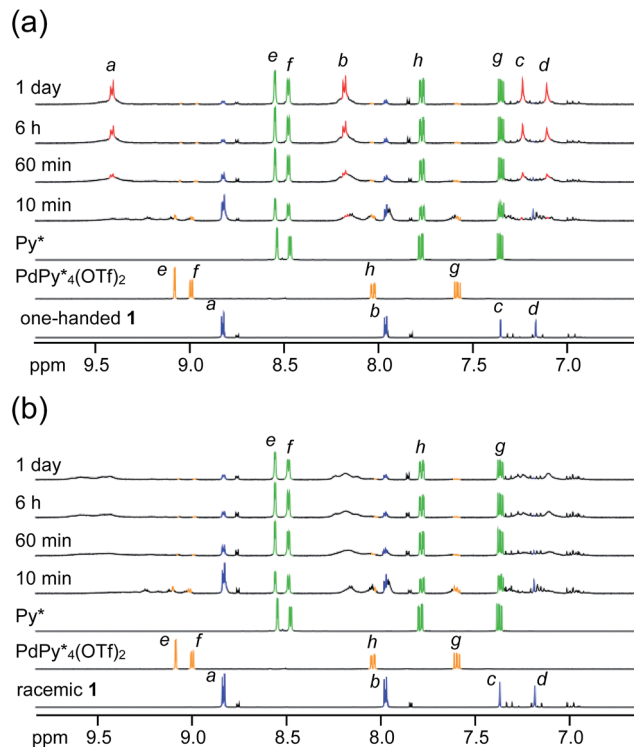 (a)
a e f b h g c d
1 day
6 h
60 min
10 min
Py*
PdPy*4(OTf)2
e f h g
one-handed 1
a b c d
ppm 9.5 9.0 8.5 8.0 7.5 7.0
(b)
e f h g
1 day
6 h
60 min
10 min
Py*
PdPy*4(OTf)2
e f h g
racemic 1
a b c d
ppm 9.5 9.0 8.5 8.0 7.5 7.0